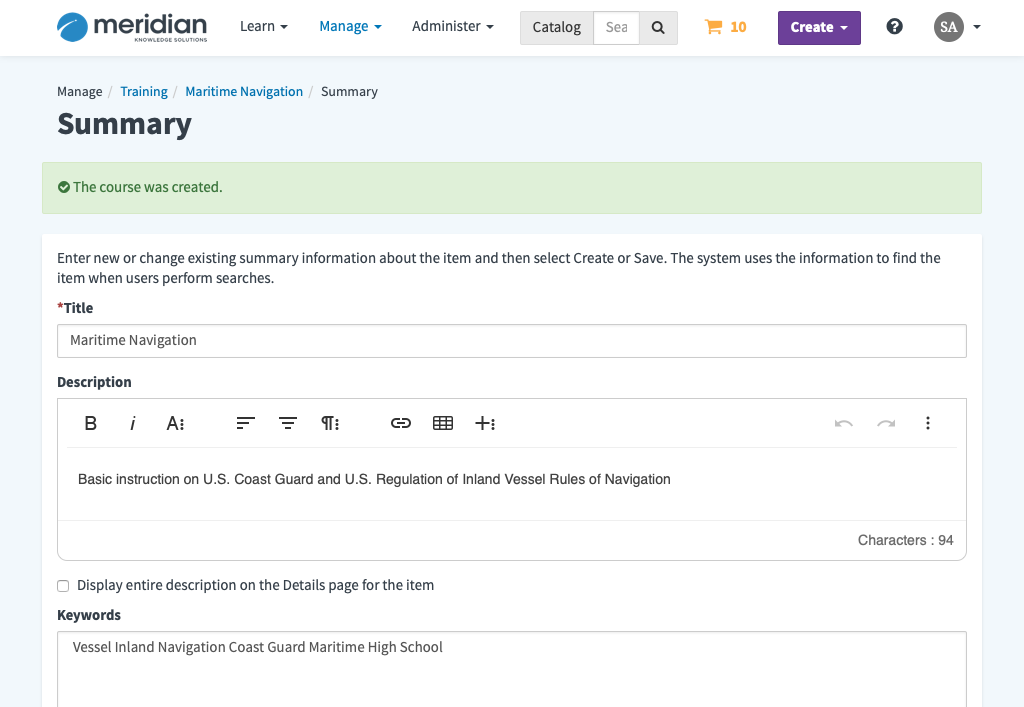 meridian
KNOWLEDGE SOLUTIONS
Learn
Manage
Administer
Catalog
Sea
10
Create
?
SA
Manage / Training / Maritime Navigation / Summary
Summary
The course was created.
Enter new or change existing summary information about the item and then select Create or Save. The system uses the information to find the
item when users perform searches.
*Title
Maritime Navigation
Description
B i A
Basic instruction on U.S. Coast Guard and U.S. Regulation of Inland Vessel Rules of Navigation
Characters : 94
Display entire description on the Details page for the item
Keywords
Vessel Inland Navigation Coast Guard Maritime High School